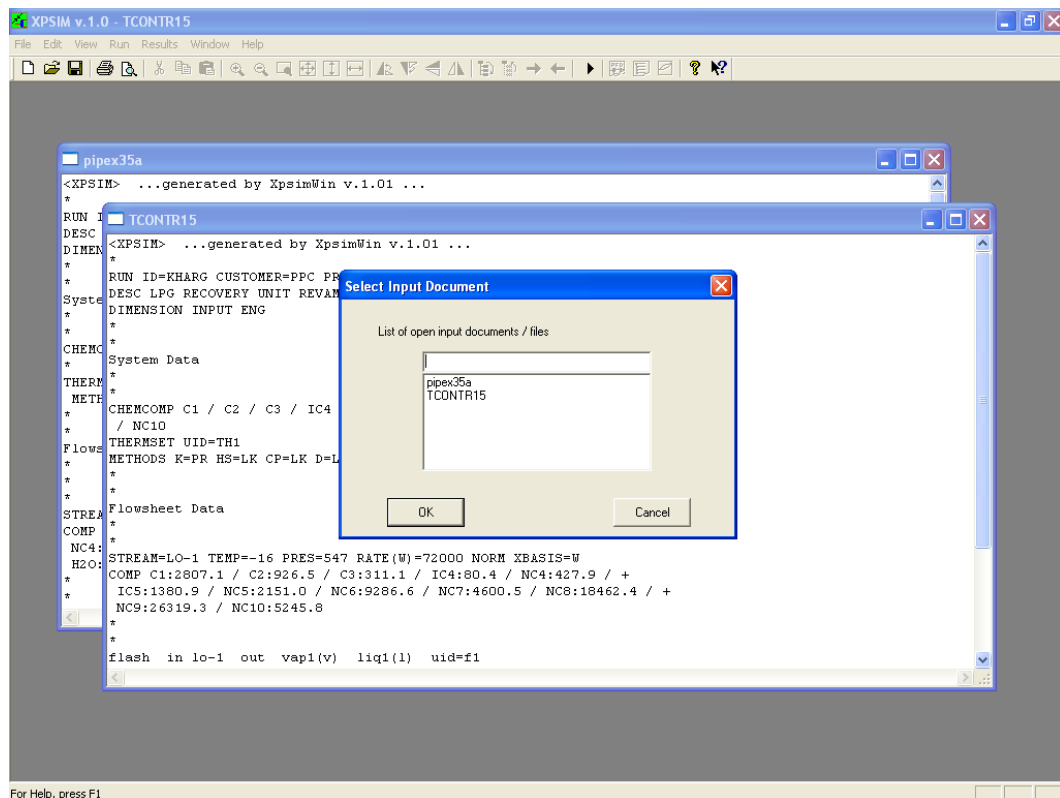 XPSIM v.1.0 - TCONTR15
File Edit View Run Results Window Help
pipex35a
<XPSIM> ...generated by XpsimWin v.1.01 ...
*
RUN I
DESC
DIMEN
*
*
Syste
*
*
CHEMC
*
THERM
METH
*
*
Flows
*
*
*
STREA
COMP
NC4:
H2O:
*
*
TCONTR15
<XPSIM> ...generated by XpsimWin v.1.01 ...
*
RUN ID=KHARG CUSTOMER=PPC PR
DESC LPG RECOVERY UNIT REVAM
DIMENSION INPUT ENG
*
*
System Data
*
*
CHEMCOMP C1 / C2 / C3 / IC4
/ NC10
THERMSET UID=TH1
METHODS K=PR HS=LK CP=LK D=L
*
*
Flowsheet Data
*
*
STREAM=LO-1 TEMP=-16 PRES=547 RATE(W)=72000 NORM XBASIS=W
COMP C1:2807.1 / C2:926.5 / C3:311.1 / IC4:80.4 / NC4:427.9 / +
IC5:1380.9 / NC5:2151.0 / NC6:9286.6 / NC7:4600.5 / NC8:18462.4 / +
NC9:26319.3 / NC10:5245.8
*
*
flash in lo-1 out vap1(v) liq1(l) uid=f1
Select Input Document
List of open input documents / files
pipex35a
TCONTR15
OK Cancel
For Help, press F1